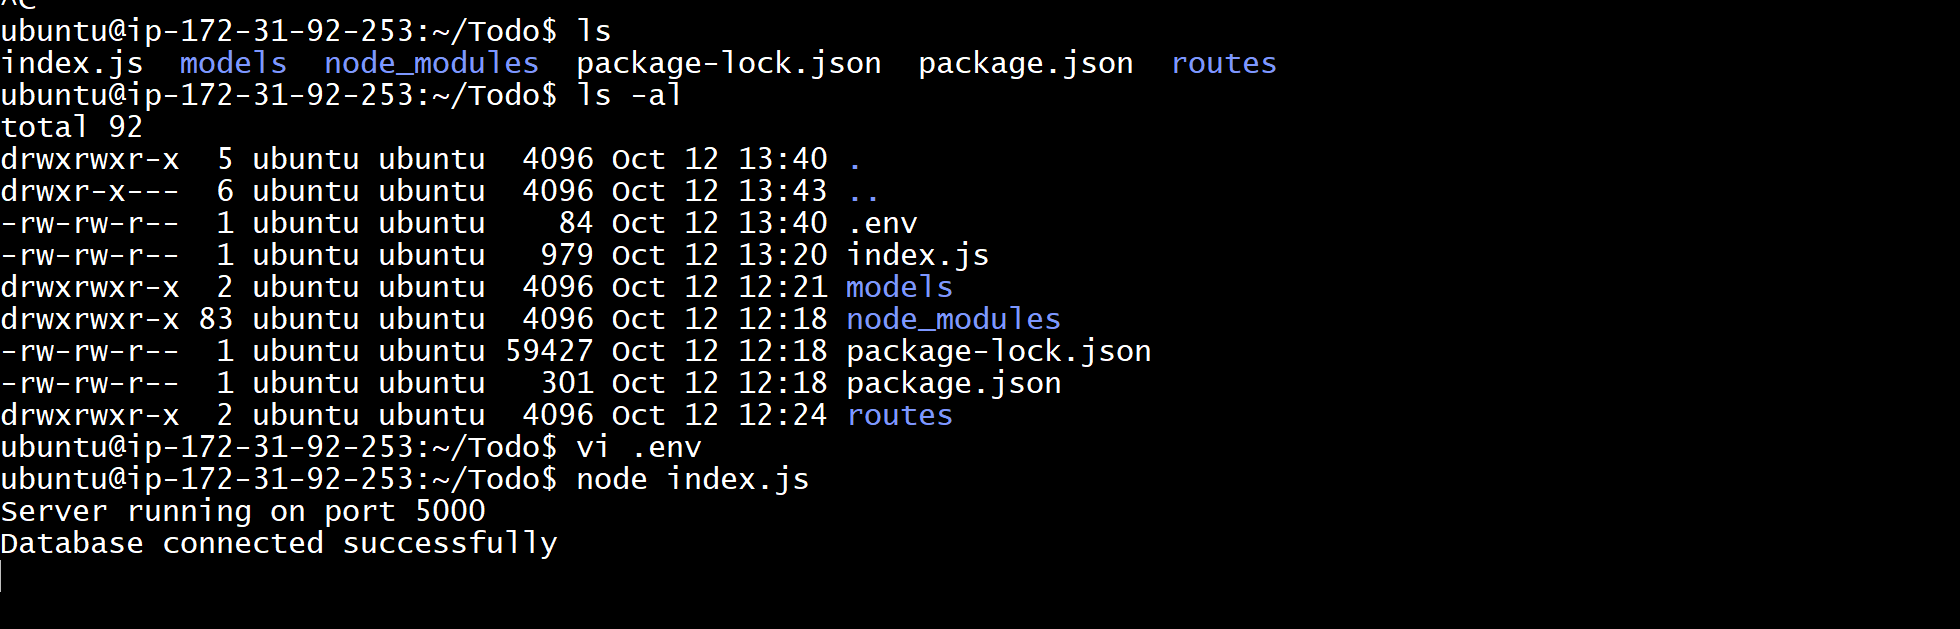 ^C
ubuntu@ip-172-31-92-253:~/Todo$ ls
index.js  models  node_modules  package-lock.json  package.json  routes
ubuntu@ip-172-31-92-253:~/Todo$ ls -al
total 92
drwxrwxr-x  5 ubuntu ubuntu  4096 Oct 12 13:40 .
drwxr-x---  6 ubuntu ubuntu  4096 Oct 12 13:43 ..
-rw-rw-r--  1 ubuntu ubuntu    84 Oct 12 13:40 .env
-rw-rw-r--  1 ubuntu ubuntu   979 Oct 12 13:20 index.js
drwxrwxr-x  2 ubuntu ubuntu  4096 Oct 12 12:21 models
drwxrwxr-x 83 ubuntu ubuntu  4096 Oct 12 12:18 node_modules
-rw-rw-r--  1 ubuntu ubuntu 59427 Oct 12 12:18 package-lock.json
-rw-rw-r--  1 ubuntu ubuntu   301 Oct 12 12:18 package.json
drwxrwxr-x  2 ubuntu ubuntu  4096 Oct 12 12:24 routes
ubuntu@ip-172-31-92-253:~/Todo$ vi .env
ubuntu@ip-172-31-92-253:~/Todo$ node index.js
Server running on port 5000
Database connected successfully